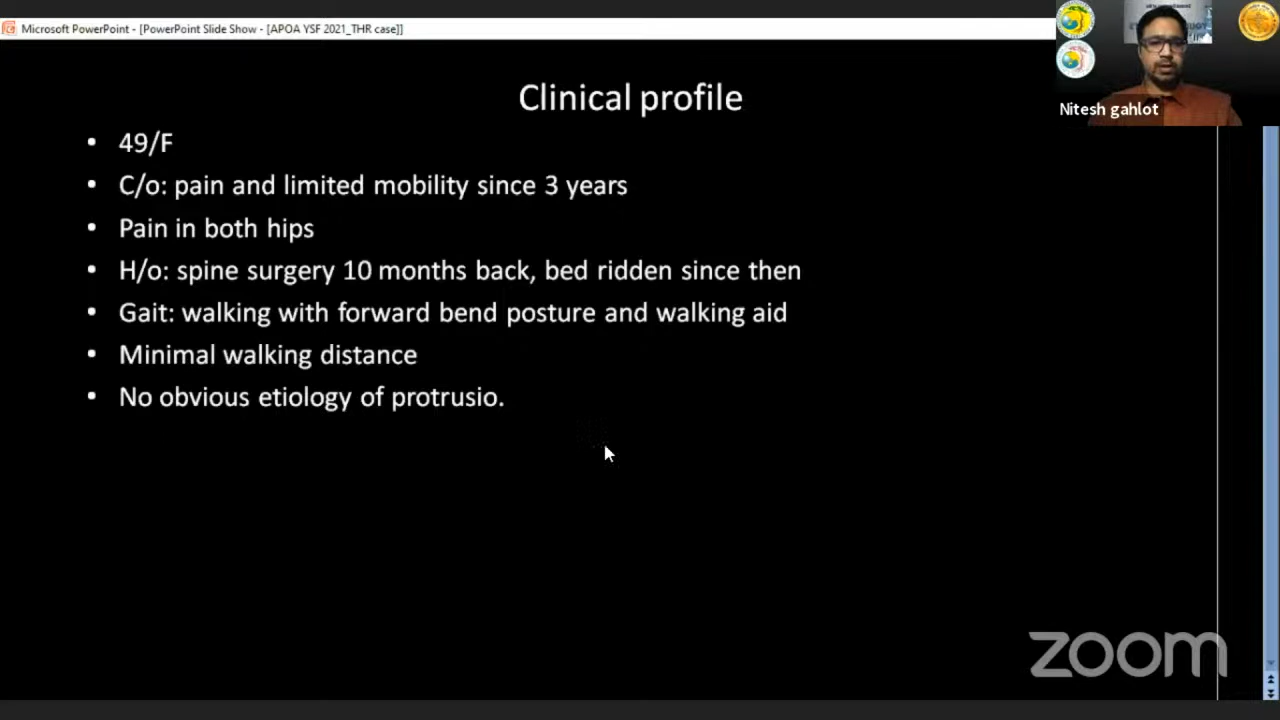 Microsoft PowerPoint - [PowerPoint Slide Show - [APOA YSF 2021_THR case]]
Nitesh gahlot
Clinical profile
• 49/F
• C/o: pain and limited mobility since 3 years
• Pain in both hips
• H/o: spine surgery 10 months back, bed ridden since then
• Gait: walking with forward bend posture and walking aid
• Minimal walking distance
• No obvious etiology of protrusio.
zoom